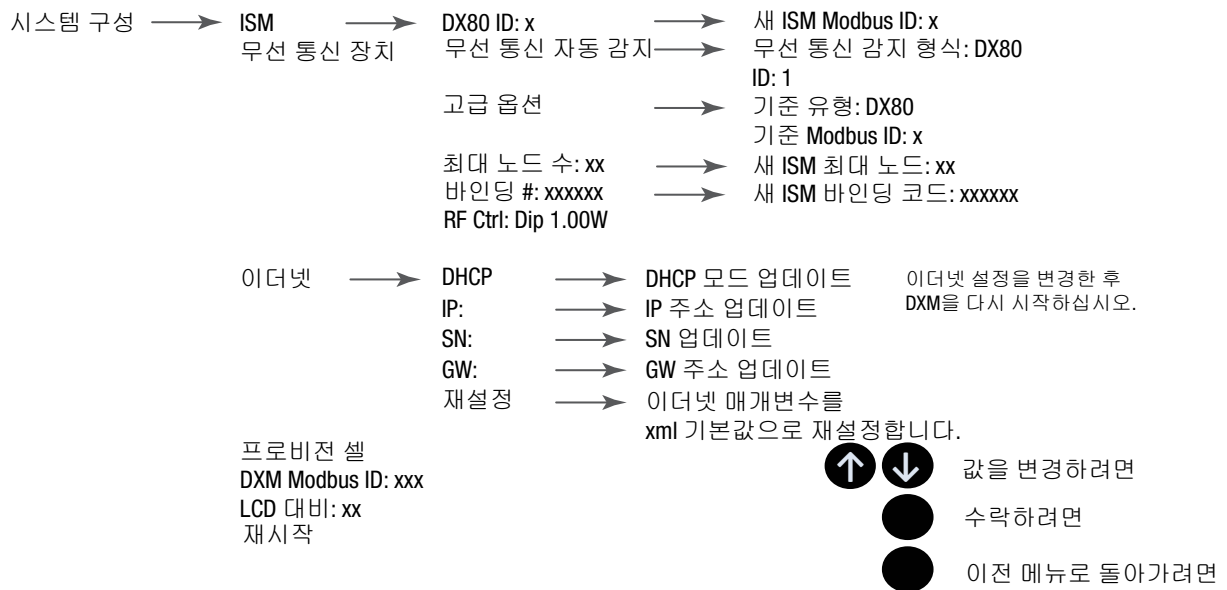 시스템 구성 ISM DX80 ID: x 새 ISM Modbus ID: x
무선 통신 장치 무선 통신 자동 감지 무선 통신 감지 형식: DX80
ID: 1
고급 옵션 기준 유형: DX80
기준 Modbus ID: x
최대 노드 수: xx 새 ISM 최대 노드: xx
바인딩 #: xxxxxx 새 ISM 바인딩 코드: xxxxxx
RF Ctrl: Dip 1.00W
이더넷 DHCP DHCP 모드 업데이트 이더넷 설정을 변경한 후
IP: IP 주소 업데이트 DXM을 다시 시작하십시오.
SN: SN 업데이트
GW: GW 주소 업데이트
재설정 이더넷 매개변수를
xml 기본값으로 재설정합니다.
프로비전 셀
DXM Modbus ID: xxx
LCD 대비: xx
재시작
값을 변경하려면
수락하려면
이전 메뉴로 돌아가려면